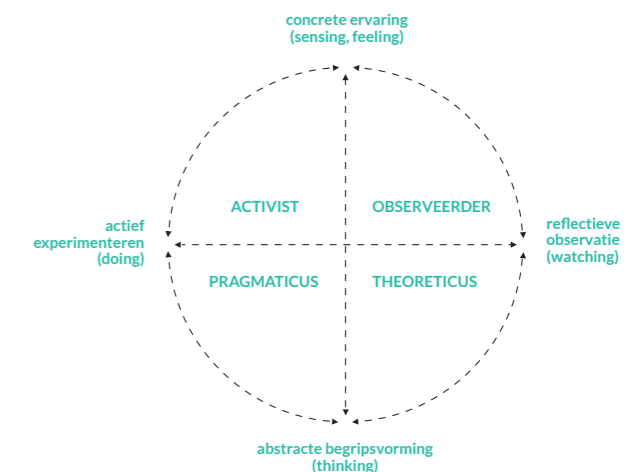 concrete ervaring
(sensing, feeling)
ACTIVIST
OBSERVEERDER
actief
experimenteren
(doing)
reflectieve
observatie
(watching)
PRAGMATICUS
THEORETICUS
abstracte begripsvorming
(thinking)